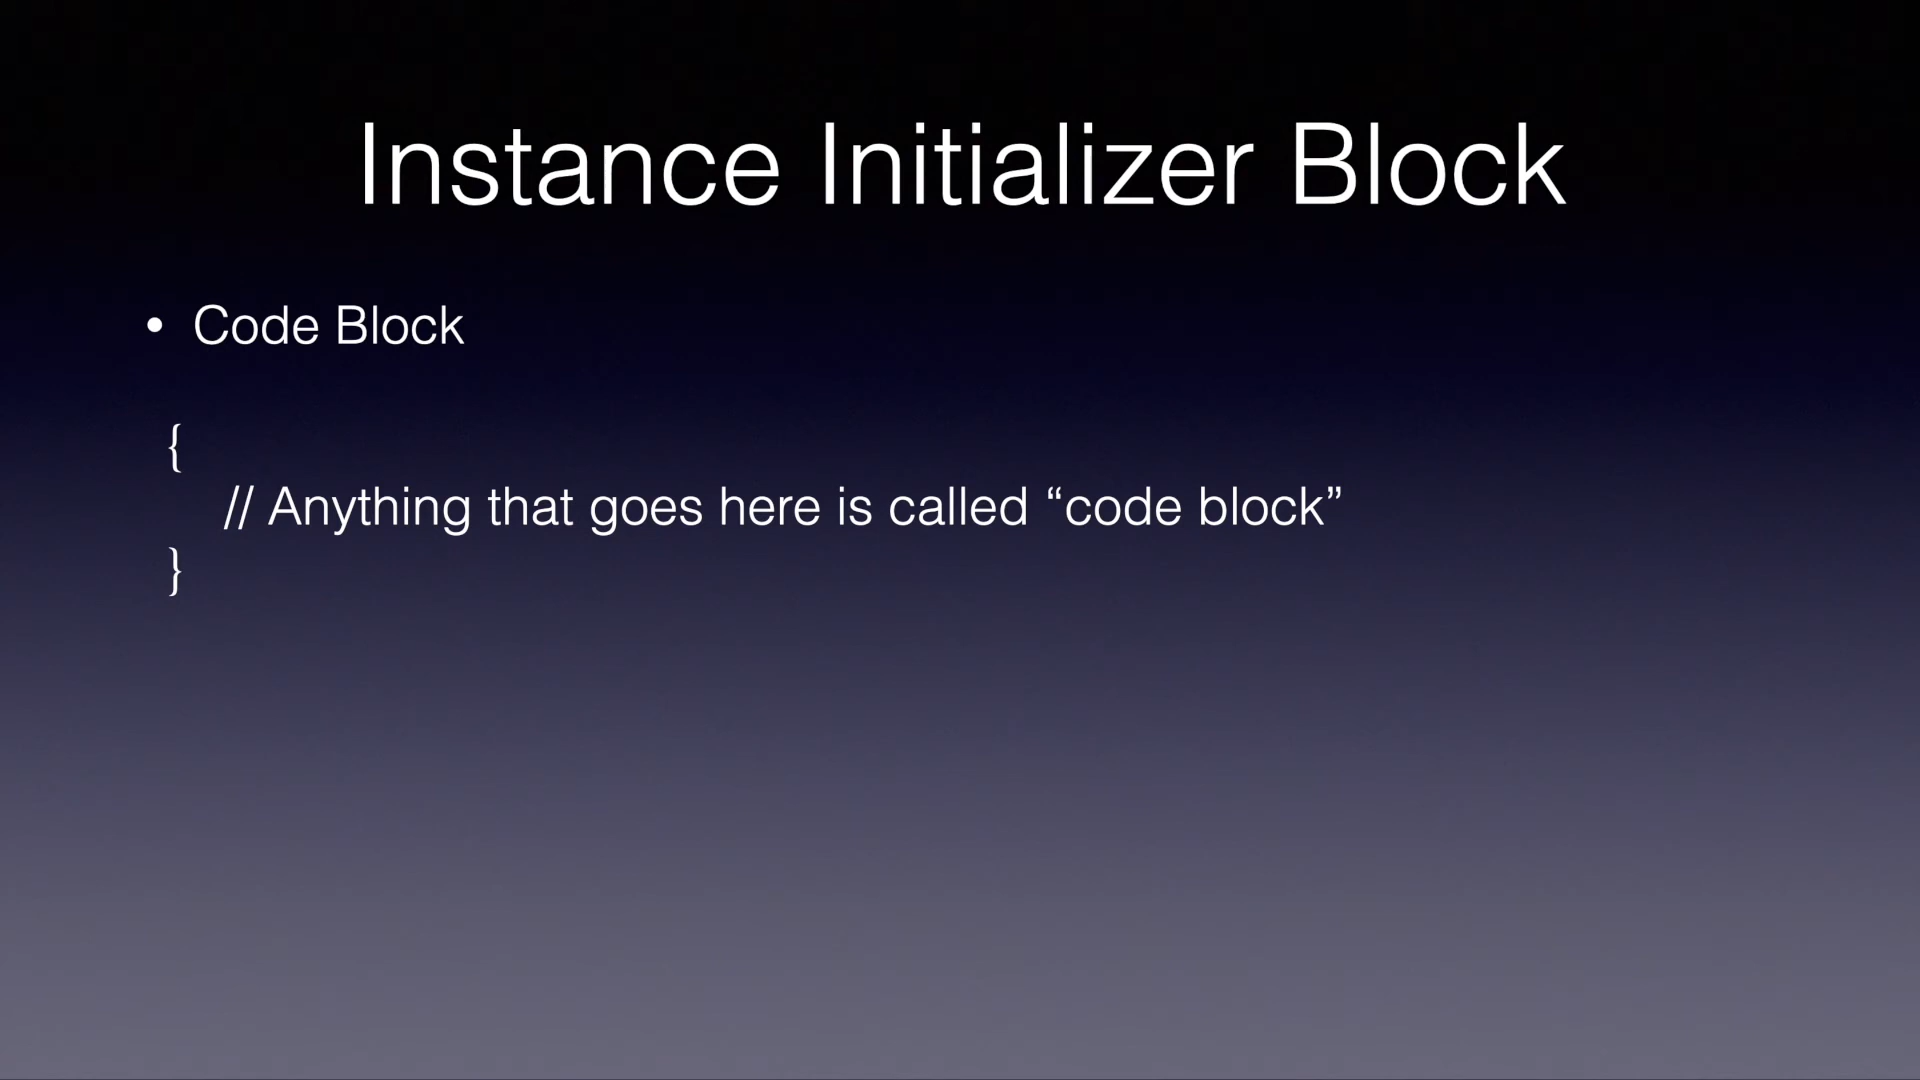 Instance Initializer Block
• Code Block
{
// Anything that goes here is called “code block”
}